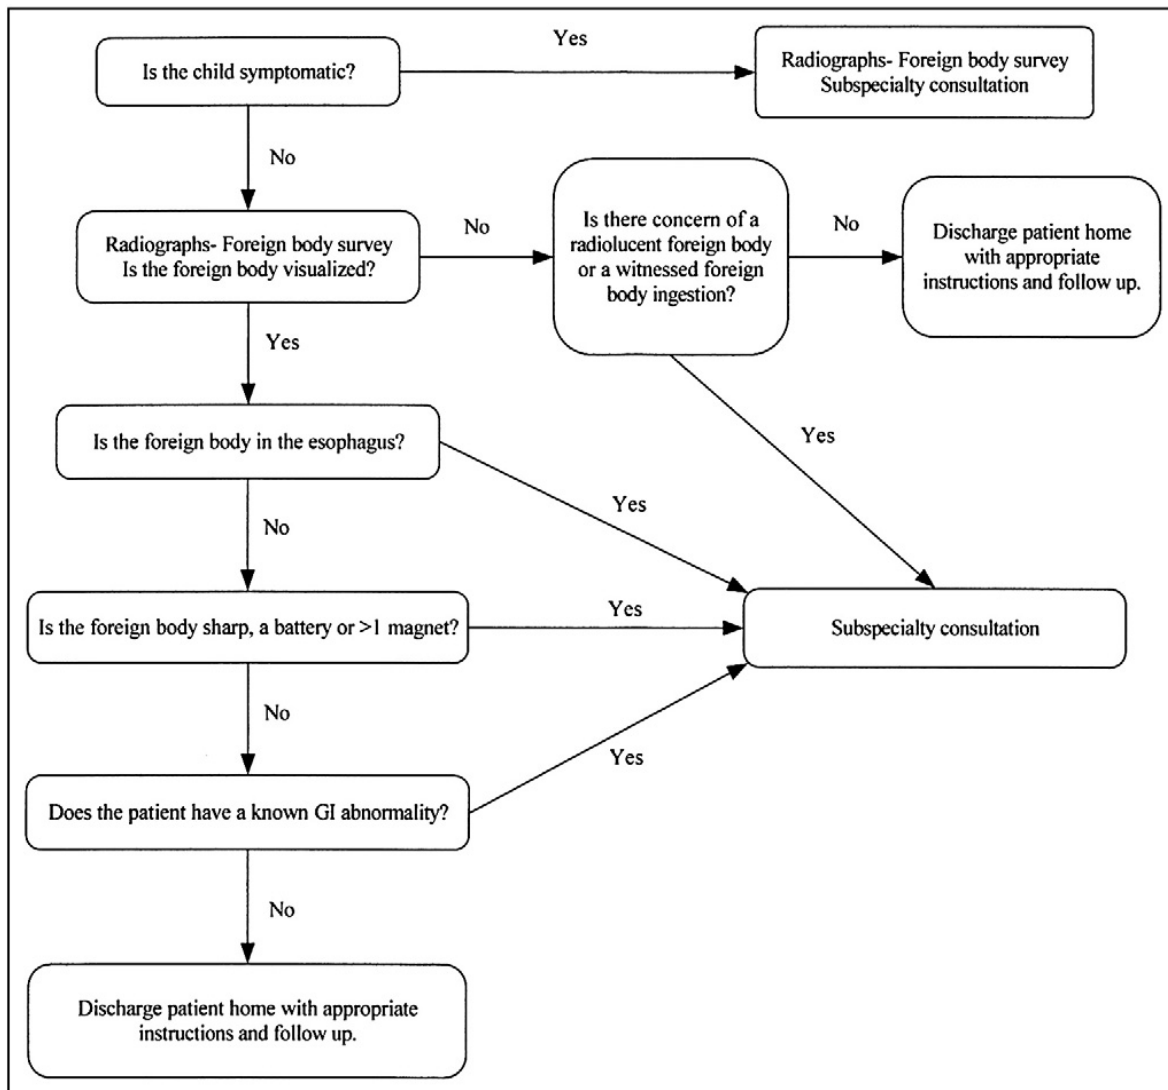 Yes
Is the child symptomatic?
Radiographs- Foreign body survey
Subspecialty consultation
No
Radiographs- Foreign body survey
Is the foreign body visualized?
No
Is there concern of a
radiolucent foreign body
or a witnessed foreign
body ingestion?
No
Discharge patient home
with appropriate
instructions and follow up.
Yes
Is the foreign body in the esophagus?
Yes
Yes
No
Is the foreign body sharp, a battery or >1 magnet?
Yes
Subspecialty consultation
No
Yes
Does the patient have a known GI abnormality?
No
Discharge patient home with appropriate
instructions and follow up.